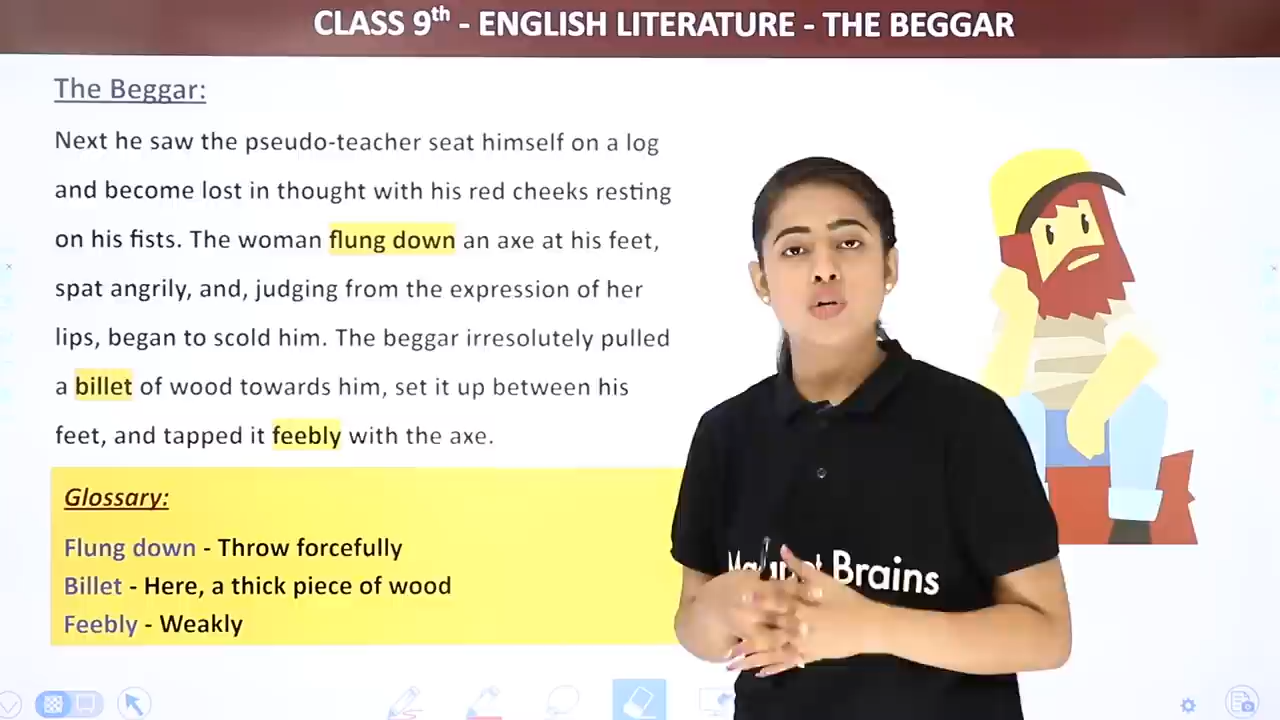 CLASS 9th - ENGLISH LITERATURE - THE BEGGAR
The Beggar:
Next he saw the pseudo-teacher seat himself on a log
and become lost in thought with his red cheeks resting
on his fists. The woman flung down an axe at his feet,
spat angrily, and, judging from the expression of her
lips, began to scold him. The beggar irresolutely pulled
a billet of wood towards him, set it up between his
feet, and tapped it feebly with the axe.
Glossary:
Flung down - Throw forcefully
Billet - Here, a thick piece of wood
Feebly - Weakly
Brains